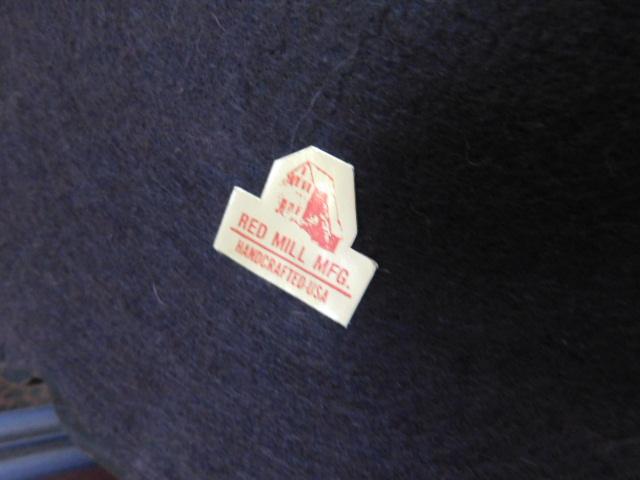 RED MILL MFG.
HANDCRAFTED-USA